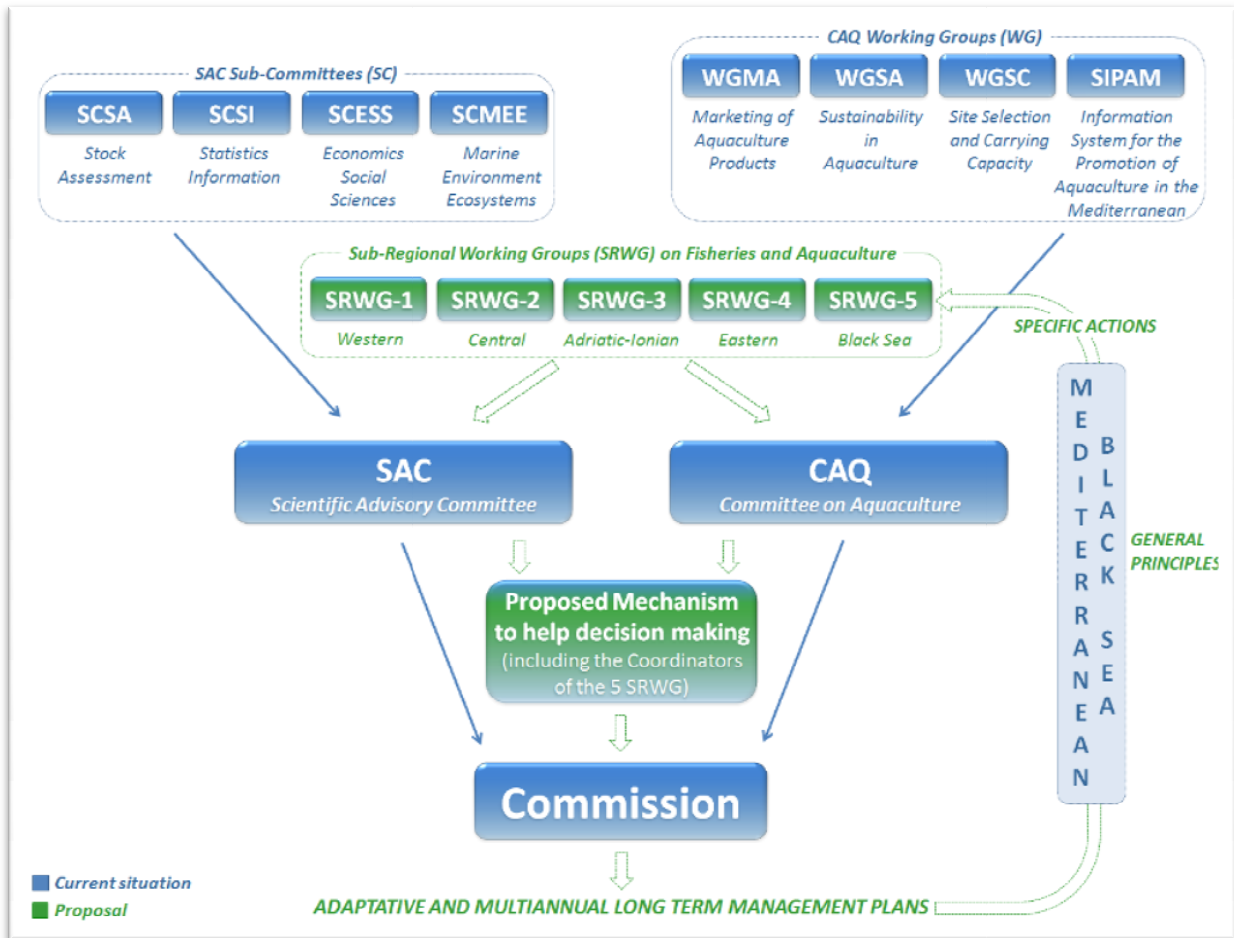 CAQ Working Groups (WG)
WGMA
WGSA
WGSC
SIPAM
Marketing of
Aquaculture
Products
Sustainability
in
Aquaculture
Site Selection
and Carrying
Capacity
Information
System for the
Promotion of
Aquaculture in the
Mediterranean
SAC Sub-Committees (SC)
SCSA
SCSI
SCESS
SCMEE
Stock
Assessment
Statistics
Information
Economics
Social
Sciences
Marine
Environment
Ecosystems
Sub-Regional Working Groups (SRWG) on Fisheries and Aquaculture
SRWG-1
SRWG-2
SRWG-3
SRWG-4
SRWG-5
Western
Central
Adriatic-Ionian
Eastern
Black Sea
SPECIFIC ACTIONS
MEDITERRANEAN
BLACK SEA
GENERAL
PRINCIPLES
SAC
Scientific Advisory Committee
CAQ
Committee on Aquaculture
Proposed Mechanism
to help decision making
(including the Coordinators
of the 5 SRWG)
Commission
Current situation
Proposal
ADAPTATIVE AND MULTIANNUAL LONG TERM MANAGEMENT PLANS